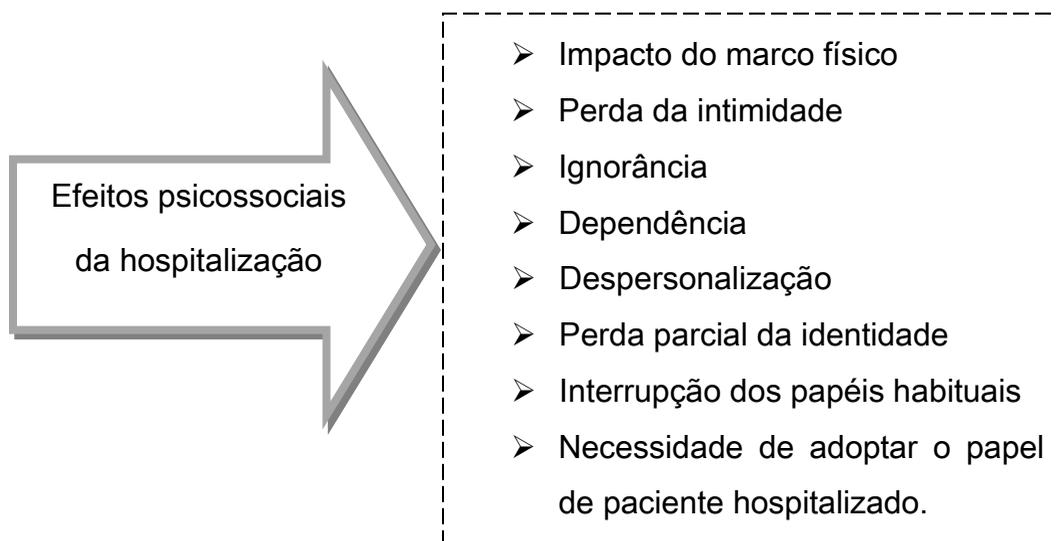 Efeitos psicossociais
da hospitalização
➢ Impacto do marco físico
➢ Perda da intimidade
➢ Ignorância
➢ Dependência
➢ Despersonalização
➢ Perda parcial da identidade
➢ Interrupção dos papéis habituais
➢ Necessidade de adoptar o papel
de paciente hospitalizado.